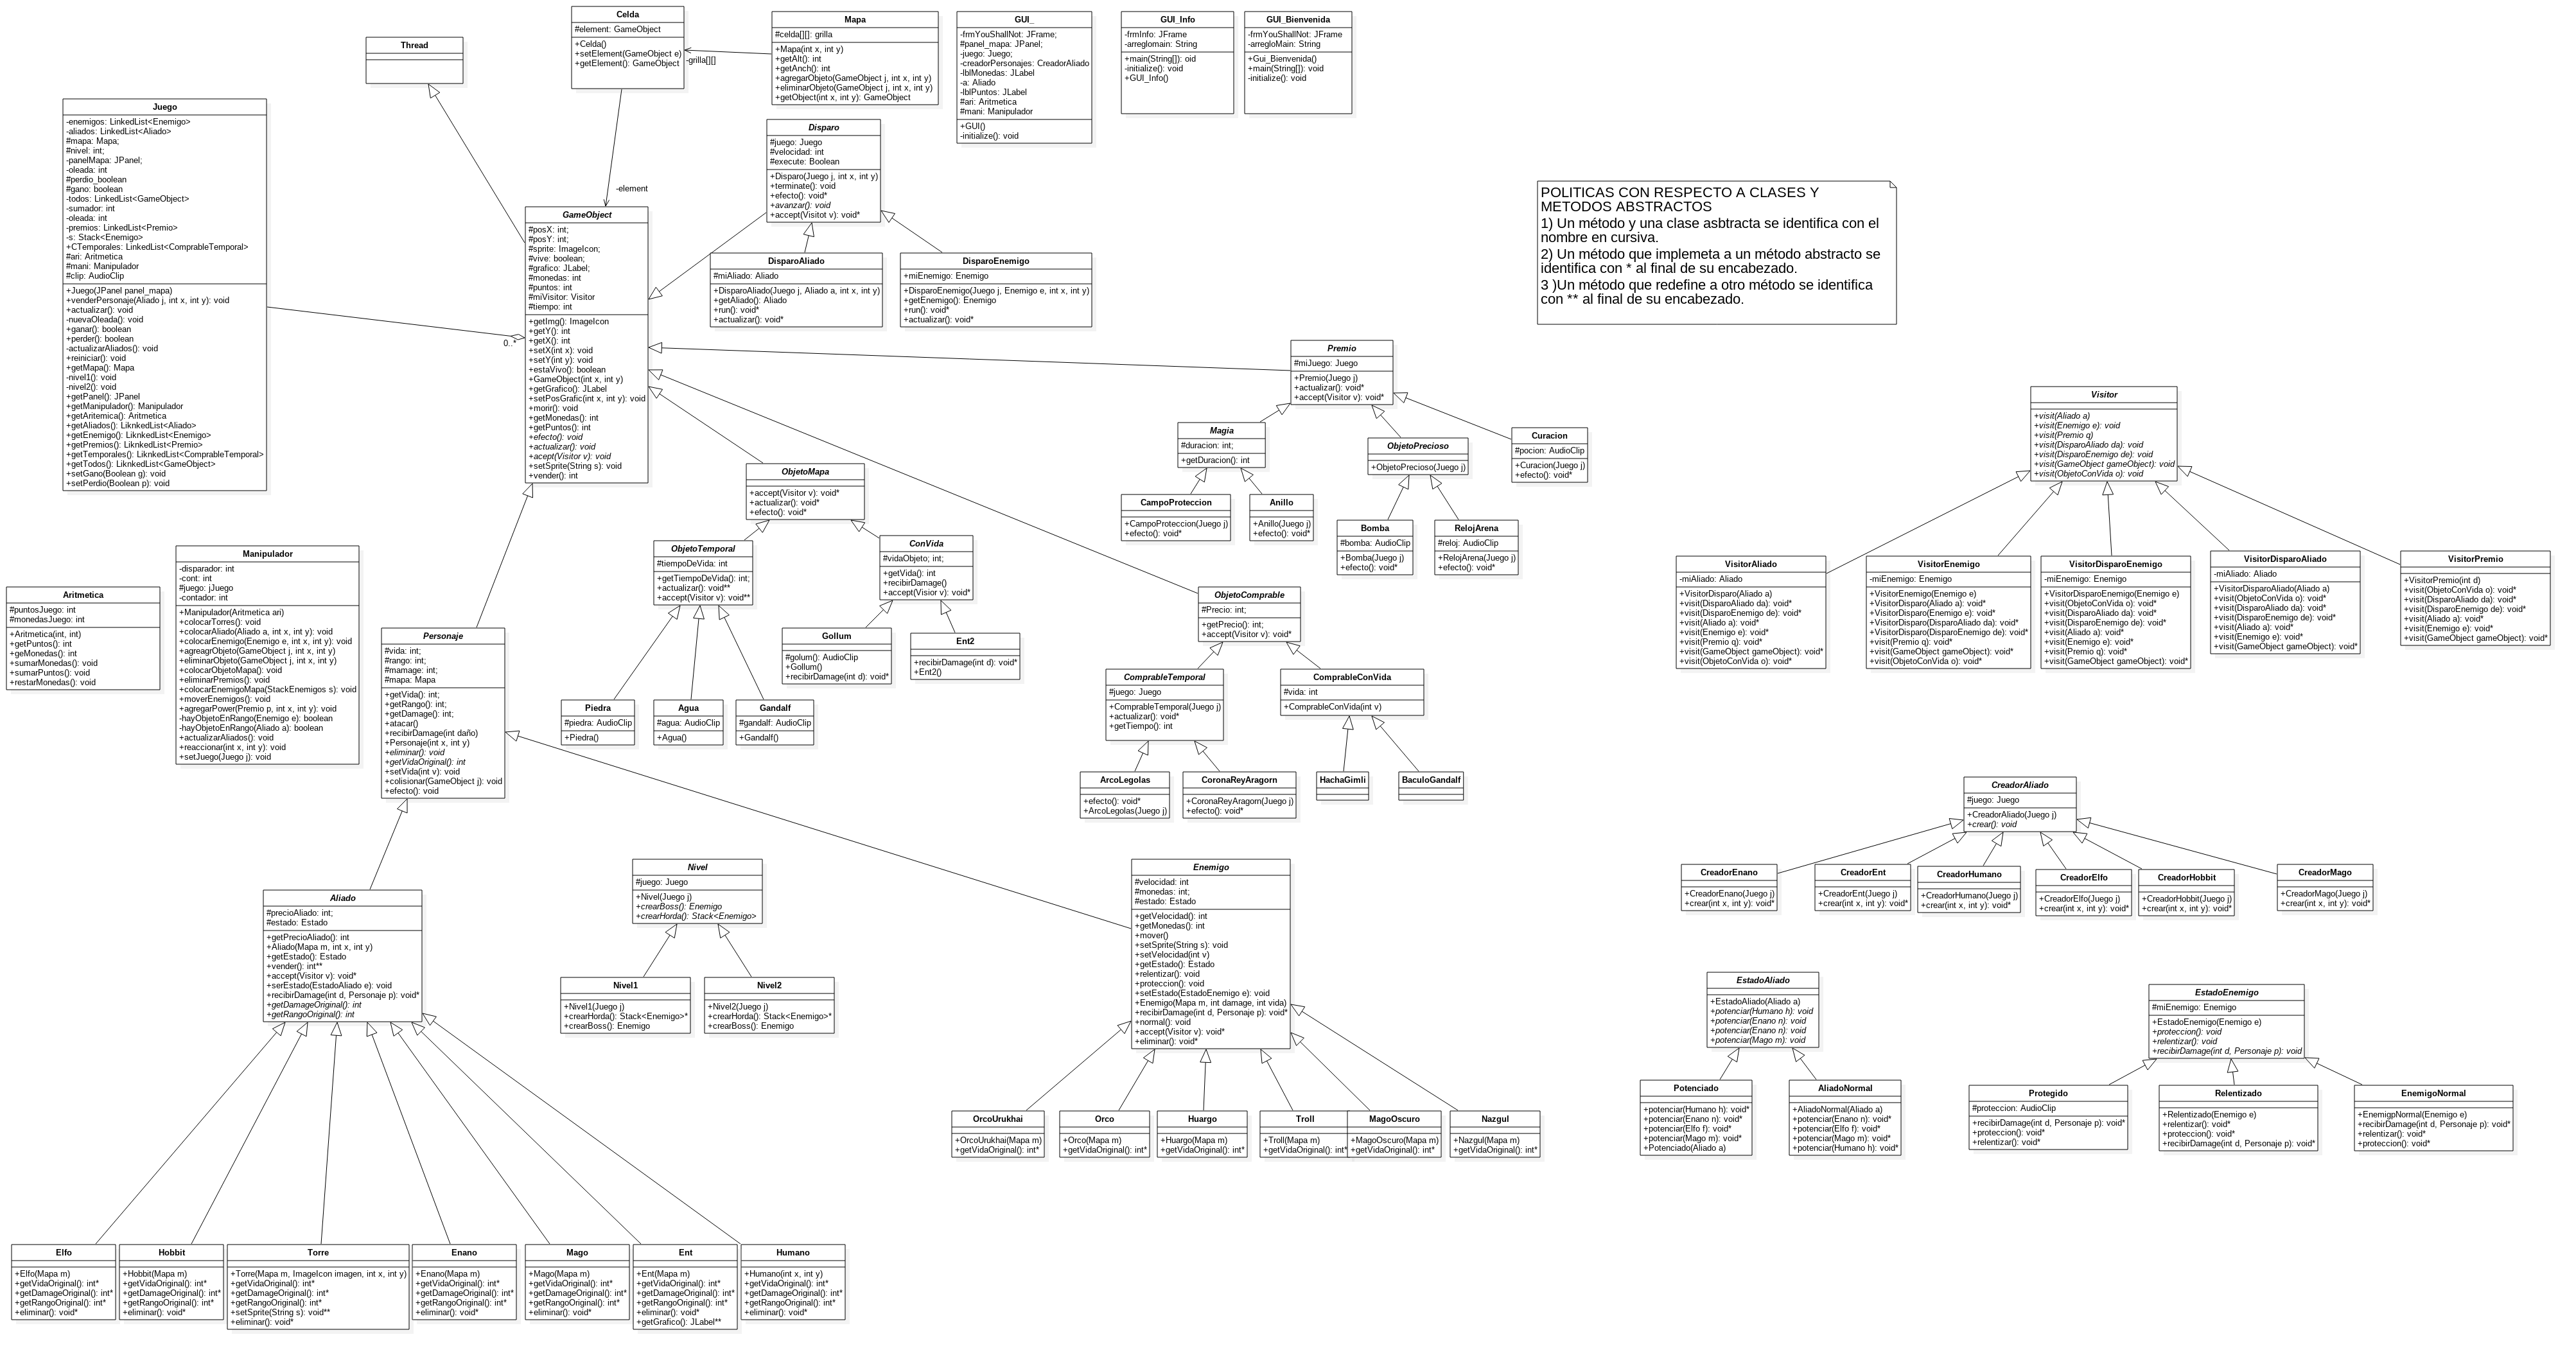 Thread
Celda
#element: GameObject
+Celda()
+setElement(GameObject e)
+getElement(): GameObject
-grilla[][]
-element
Mapa
#celda[][]: grilla
+Mapa(int x, int y)
+getAlt(): int
+getAnch(): int
+agregarObjeto(GameObject j, int x, int y)
+eliminarObjeto(GameObject j, int x, int y)
+getObject(int x, int y): GameObject
GUI_
-frmYouShallNot: JFrame;
#panel_mapa: JPanel;
-juego: Juego;
-creadorPersonajes: CreadorAliado
-lblMonedas: JLabel
-a: Aliado
-lblPuntos: JLabel
#ari: Aritmetica
#mani: Manipulador
+GUI()
-initialize(): void
GUI_Info
-frmInfo: JFrame
-arreglomain: String
+main(String[]): oid
-initialize(): void
+GUI_Info()
GUI_Bienvenida
-frmYouShallNot: JFrame
-arregloMain: String
+Gui_Bienvenida()
+main(String[]): void
-initialize(): void
Juego
-enemigos: LinkedList<Enemigo>
-aliados: LinkedList<Aliado>
#mapa: Mapa;
#nivel: int;
-panelMapa: JPanel;
-oleada: int
#perdio_boolean
#gano: boolean
-todos: LinkedList<GameObject>
-sumador: int
-oleada: int
-premios: LinkedList<Premio>
-s: Stack<Enemigo>
+CTemporales: LinkedList<ComprableTemporal>
#ari: Aritmetica
#mani: Manipulador
#clip: AudioClip
+Juego(JPanel panel_mapa)
+venderPersonaje(Aliado j, int x, int y): void
+actualizar(): void
-nuevaOleada(): void
+ganar(): boolean
+perder(): boolean
-actualizarAliados(): void
+reiniciar(): void
+getMapa(): Mapa
-nivel1(): void
-nivel2(): void
+getPanel(): JPanel
+getManipulador(): Manipulador
+getAritemica(): Aritmetica
+getAliados(): LiknkedList<Aliado>
+getEnemigo(): LiknkedList<Enemigo>
+getPremios(): LiknkedList<Premio>
+getTemporales(): LiknkedList<ComprableTemporal>
+getTodos(): LiknkedList<GameObject>
+setGano(Boolean g): void
+setPerdio(Boolean p): void
0..*
Disparo
#juego: Juego
#velocidad: int
#execute: Boolean
+Disparo(Juego j, int x, int y)
+terminate(): void
+efecto(): void*
+avanzar(): void
+accept(Visitot v): void*
DisparoAliado
#miAliado: Aliado
+DisparoAliado(Juego j, Aliado a, int x, int y)
+getAliado(): Aliado
+run(): void*
+actualizar(): void*
DisparoEnemigo
+miEnemigo: Enemigo
+DisparoEnemigo(Juego j, Enemigo e, int x, int y)
+getEnemigo(): Enemigo
+run(): void*
+actualizar(): void*
POLITICAS CON RESPECTO A CLASES Y
METODOS ABSTRACTOS
1) Un método y una clase asbtracta se identifica con el
nombre en cursiva.
2) Un método que implemeta a un método abstracto se
identifica con * al final de su encabezado.
3 )Un método que redefine a otro método se identifica
con ** al final de su encabezado.
GameObject
#posX: int;
#posY: int;
#sprite: ImageIcon;
#vive: boolean;
#grafico: JLabel;
#monedas: int
#puntos: int
#miVisitor: Visitor
#tiempo: int
+getImg(): ImageIcon
+getY(): int
+getX(): int
+setX(int x): void
+setY(int y): void
+estaVivo(): boolean
+GameObject(int x, int y)
+getGrafico(): JLabel
+setPosGrafic(int x, int y): void
+morir(): void
+getMonedas(): int
+getPuntos(): int
+efecto(): void
+actualizar(): void
+acept(Visitor v): void
+setSprite(String s): void
+vender(): int
Premio
#miJuego: Juego
+Premio(Juego j)
+actualizar(): void*
+accept(Visitor v): void*
Magia
#duracion: int;
+getDuracion(): int
ObjetoPrecioso
+ObjetoPrecioso(Juego j)
Curacion
#pocion: AudioClip
+Curacion(Juego j)
+efecto(): void*
CampoProteccion
+CampoProteccion(Juego j)
+efecto(): void*
Anillo
+Anillo(Juego j)
+efecto(): void*
Bomba
#bomba: AudioClip
+Bomba(Juego j)
+efecto(): void*
RelojArena
#reloj: AudioClip
+RelojArena(Juego j)
+efecto(): void*
Visitor
+visit(Aliado a)
+visit(Enemigo e): void
+visit(Premio q)
+visit(DisparoAliado da): void
+visit(DisparoEnemigo de): void
+visit(GameObject gameObject): void
+visit(ObjetoConVida o): void
VisitorAliado
-miAliado: Aliado
+VisitorDisparo(Aliado a)
+visit(DisparoAliado da): void*
+visit(DisparoEnemigo de): void*
+visit(Aliado a): void*
+visit(Enemigo e): void*
+visit(Premio q): void*
+visit(GameObject gameObject): void*
+visit(ObjetoConVida o): void*
VisitorEnemigo
-miEnemigo: Enemigo
+VisitorEnemigo(Enemigo e)
+VisitorDisparo(Aliado a): void*
+VisitorDisparo(Enemigo e): void*
+VisitorDisparo(DisparoAliado da): void*
+VisitorDisparo(DisparoEnemigo de): void*
+visit(Premio q): void*
+visit(GameObject gameObject): void*
+visit(ObjetoConVida o): void*
VisitorDisparoEnemigo
-miEnemigo: Enemigo
+VisitorDisparoEnemigo(Enemigo e)
+visit(ObjetoConVida o): void*
+visit(DisparoAliado da): void*
+visit(DisparoEnemigo de): void*
+visit(Aliado a): void*
+visit(Enemigo e): void*
+visit(Premio q): void*
+visit(GameObject gameObject): void*
VisitorDisparoAliado
-miAliado: Aliado
+VisitorDisparoAliado(Aliado a)
+visit(ObjetoConVida o): void*
+visit(DisparoAliado da): void*
+visit(DisparoEnemigo de): void*
+visit(Aliado a): void*
+visit(Enemigo e): void*
+visit(GameObject gameObject): void*
VisitorPremio
+VisitorPremio(int d)
+visit(ObjetoConVida o): void*
+visit(DisparoAliado da): void*
+visit(DisparoEnemigo de): void*
+visit(Aliado a): void*
+visit(Enemigo e): void*
+visit(GameObject gameObject): void*
ObjetoMapa
+accept(Visitor v): void*
+actualizar(): void*
+efecto(): void*
ObjetoTemporal
#tiempoDeVida: int
+getTiempoDeVida(): int;
+actualizar(): void**
+accept(Visitor v): void**
ConVida
#vidaObjeto; int;
+getVida(): int
+recibirDamage()
+accept(Visior v): void*
Gollum
#golum(): AudioClip
+Gollum()
+recibirDamage(int d): void*
Ent2
+recibirDamage(int d): void*
+Ent2()
Piedra
#piedra: AudioClip
+Piedra()
Agua
#agua: AudioClip
+Agua()
Gandalf
#gandalf: AudioClip
+Gandalf()
ObjetoComprable
#Precio: int;
+getPrecio(): int;
+accept(Visitor v): void*
ComprableTemporal
#juego: Juego
+ComprableTemporal(Juego j)
+actualizar(): void*
+getTiempo(): int
ComprableConVida
#vida: int
+ComprableConVida(int v)
ArcoLegolas
+efecto(): void*
+ArcoLegolas(Juego j)
CoronaReyAragorn
+CoronaReyAragorn(Juego j)
+efecto(): void*
HachaGimli
BaculoGandalf
Manipulador
-disparador: int
-cont: int
#juego: jJuego
-contador: int
+Manipulador(Aritmetica ari)
+colocarTorres(): void
+colocarAliado(Aliado a, int x, int y): void
+colocarEnemigo(Enemigo e, int x, int y): void
+agreagrObjeto(GameObject j, int x, int y)
+eliminarObjeto(GameObject j, int x, int y)
+colocarObjetoMapa(): void
+eliminarPremios(): void
+colocarEnemigoMapa(StackEnemigos s): void
+moverEnemigos(): void
+agregarPower(Premio p, int x, int y): void
-hayObjetoEnRango(Enemigo e): boolean
-hayObjetoEnRango(Aliado a): boolean
+actualizarAliados(): void
+reaccionar(int x, int y): void
+setJuego(Juego j): void
Aritmetica
#puntosJuego: int
#monedasJuego: int
+Aritmetica(int, int)
+getPuntos(): int
+geMonedas(): int
+sumarMonedas(): void
+sumarPuntos(): void
+restarMonedas(): void
Personaje
#vida: int;
#rango: int;
#mamage: int;
#mapa: Mapa
+getVida(): int;
+getRango(): int;
+getDamage(): int;
+atacar()
+recibirDamage(int daño)
+Personaje(int x, int y)
+eliminar(): void
+getVidaOriginal(): int
+setVida(int v): void
+colisionar(GameObject j): void
+efecto(): void
Aliado
#precioAliado: int;
#estado: Estado
+getPrecioAliado(): int
+Aliado(Mapa m, int x, int y)
+getEstado(): Estado
+vender(): int**
+accept(Visitor v): void*
+serEstado(EstadoAliado e): void
+recibirDamage(int d, Personaje p): void*
+getDamageOriginal(): int
+getRangoOriginal(): int
Nivel
#juego: Juego
+Nivel(Juego j)
+crearBoss(): Enemigo
+crearHorda(): Stack<Enemigo>
Nivel1
+Nivel1(Juego j)
+crearHorda(): Stack<Enemigo>*
+crearBoss(): Enemigo
Nivel2
+Nivel2(Juego j)
+crearHorda(): Stack<Enemigo>*
+crearBoss(): Enemigo
Enemigo
#velocidad: int
#monedas: int;
#estado: Estado
+getVelocidad(): int
+getMonedas(): int
+mover()
+setSprite(String s): void
+setVelocidad(int v)
+getEstado(): Estado
+relentizar(): void
+proteccion(): void
+setEstado(EstadoEnemigo e): void
+Enemigo(Mapa m, int damage, int vida)
+recibirDamage(int d, Personaje p): void*
+normal(): void
+accept(Visitor v): void*
+eliminar(): void*
OrcoUrukhai
+OrcoUrukhai(Mapa m)
+getVidaOriginal(): int*
Orco
+Orco(Mapa m)
+getVidaOriginal(): int*
Huargo
+Huargo(Mapa m)
+getVidaOriginal(): int*
Troll
+Troll(Mapa m)
+getVidaOriginal(): int*
MagoOscuro
+MagoOscuro(Mapa m)
+getVidaOriginal(): int*
Nazgul
+Nazgul(Mapa m)
+getVidaOriginal(): int*
CreadorAliado
#juego: Juego
+CreadorAliado(Juego j)
+crear(): void
CreadorEnano
+CreadorEnano(Juego j)
+crear(int x, int y): void*
CreadorEnt
+CreadorEnt(Juego j)
+crear(int x, int y): void*
CreadorHumano
+CreadorHumano(Juego j)
+crear(int x, int y): void*
CreadorElfo
+CreadorElfo(Juego j)
+crear(int x, int y): void*
CreadorHobbit
+CreadorHobbit(Juego j)
+crear(int x, int y): void*
CreadorMago
+CreadorMago(Juego j)
+crear(int x, int y): void*
EstadoAliado
+EstadoAliado(Aliado a)
+potenciar(Humano h): void
+potenciar(Enano n): void
+potenciar(Enano n): void
+potenciar(Mago m): void
Potenciado
+potenciar(Humano h): void*
+potenciar(Enano n): void*
+potenciar(Elfo f): void*
+potenciar(Mago m): void*
+Potenciado(Aliado a)
AliadoNormal
+AliadoNormal(Aliado a)
+potenciar(Enano n): void*
+potenciar(Elfo f): void*
+potenciar(Mago m): void*
+potenciar(Humano h): void*
EstadoEnemigo
#miEnemigo: Enemigo
+EstadoEnemigo(Enemigo e)
+proteccion(): void
+relentizar(): void
+recibirDamage(int d, Personaje p): void
Protegido
#proteccion: AudioClip
+recibirDamage(int d, Personaje p): void*
+proteccion(): void*
+relentizar(): void*
Relentizado
+Relentizado(Enemigo e)
+relentizar(): void*
+proteccion(): void*
+recibirDamage(int d, Personaje p): void*
EnemigoNormal
+EnemigpNormal(Enemigo e)
+recibirDamage(int d, Personaje p): void*
+relentizar(): void*
+proteccion(): void*
Elfo
+Elfo(Mapa m)
+getVidaOriginal(): int*
+getDamageOriginal(): int*
+getRangoOriginal(): int*
+eliminar(): void*
Hobbit
+Hobbit(Mapa m)
+getVidaOriginal(): int*
+getDamageOriginal(): int*
+getRangoOriginal(): int*
+eliminar(): void*
Torre
+Torre(Mapa m, ImageIcon imagen, int x, int y)
+getVidaOriginal(): int*
+getDamageOriginal(): int*
+getRangoOriginal(): int*
+setSprite(String s): void**
+eliminar(): void*
Enano
+Enano(Mapa m)
+getVidaOriginal(): int*
+getDamageOriginal(): int*
+getRangoOriginal(): int*
+eliminar(): void*
Mago
+Mago(Mapa m)
+getVidaOriginal(): int*
+getDamageOriginal(): int*
+getRangoOriginal(): int*
+eliminar(): void*
Ent
+Ent(Mapa m)
+getVidaOriginal(): int*
+getDamageOriginal(): int*
+getRangoOriginal(): int*
+eliminar(): void*
+getGrafico(): JLabel**
Humano
+Humano(int x, int y)
+getVidaOriginal(): int*
+getDamageOriginal(): int*
+getRangoOriginal(): int*
+eliminar(): void*